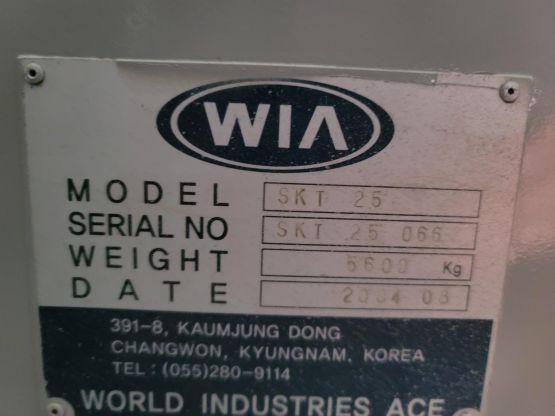 WIA
MODEL SKT 25
SERIAL NO SKT 25 066
WEIGHT 5600 Kg
DATE 2004 08
391-8, KAUMJUNG DONG
CHANGWON, KYUNGNAM, KOREA
TEL : (055)280-9114
WORLD INDUSTRIES ACE